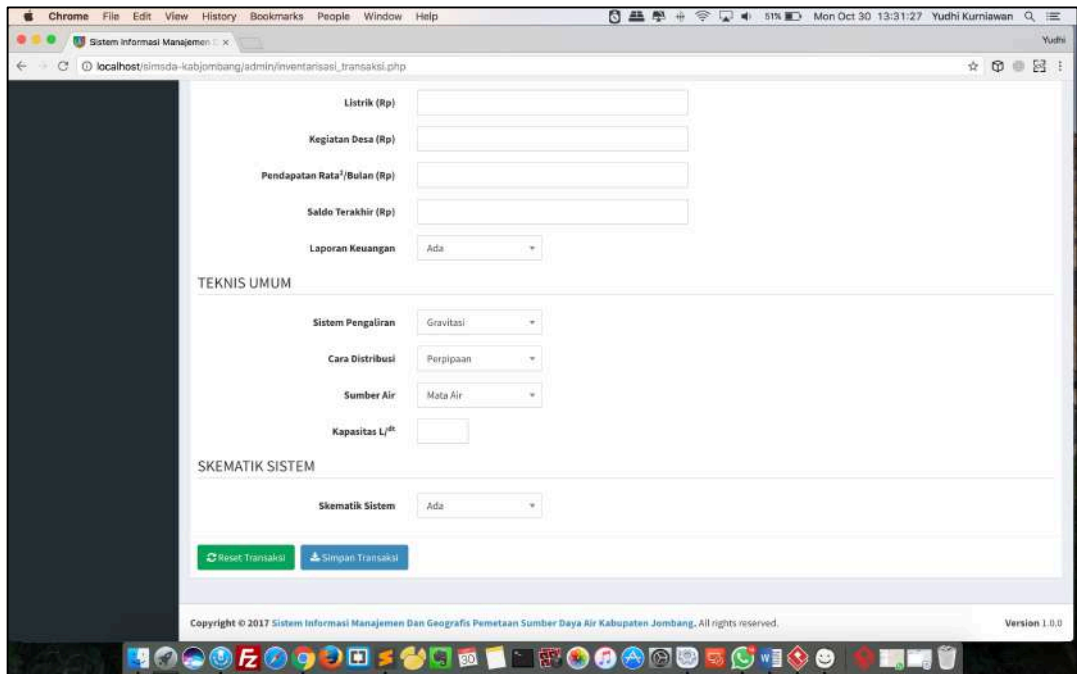 Chrome File Edit View History Bookmarks People Window Help 51% Mon Oct 30 13:31:27 Yudhi Kurniawan
Sistem Informasi Manajemen D Yudhi
localhost/simsda-kabjombang/admin/inventarisasi_transaksi.php
Listrik (Rp)
Kegiatan Desa (Rp)
Pendapatan Rata²/Bulan (Rp)
Saldo Terakhir (Rp)
Laporan Keuangan Ada
TEKNIS UMUM
Sistem Pengaliran Gravitasi
Cara Distribusi Perpipaan
Sumber Air Mata Air
Kapasitas L/dt
SKEMATIK SISTEM
Skematik Sistem Ada
Reset Transaksi Simpan Transaksi
Copyright © 2017 Sistem Informasi Manajemen Dan Geografis Pemetaan Sumber Daya Air Kabupaten Jombang. All rights reserved. Version 1.0.0
30